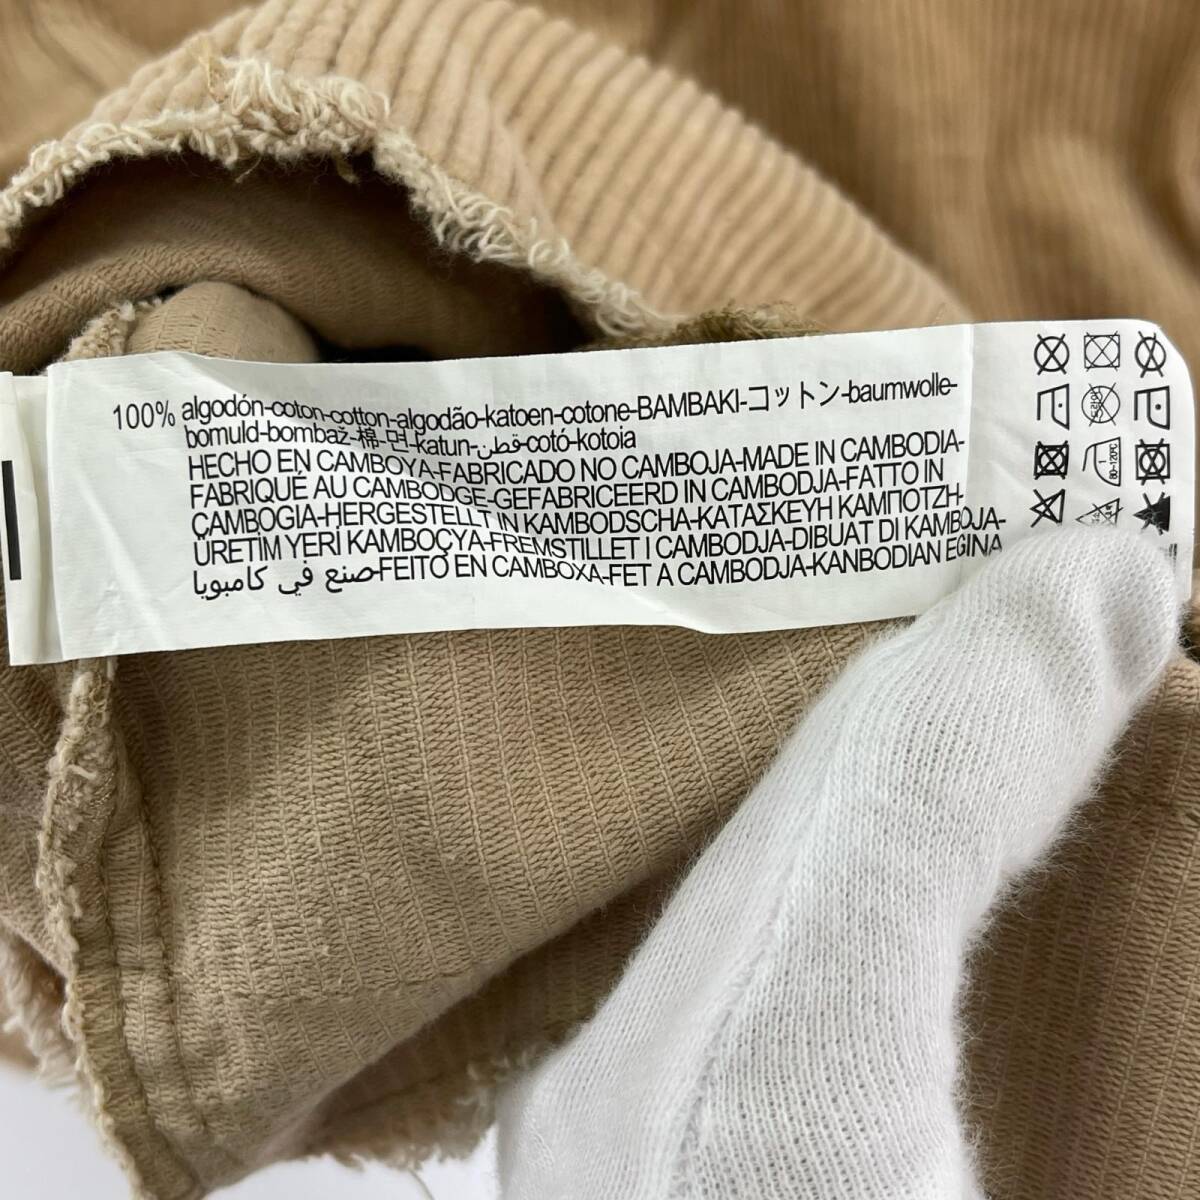 100% algodón-coton-cotton-algodão-katoen-cotone-BAMBAKI-コットン-baumwolle-
bomuld-bombaž-棉-면-katun-قطن-cotó-kotoia
HECHO EN CAMBOYA-FABRICADO NO CAMBOJA-MADE IN CAMBODIA-
FABRIQUÉ AU CAMBODGE-GEFABRICEERD IN CAMBODJA-FATTO IN
CAMBOGIA-HERGESTELLT IN KAMBODSCHA-ΚΑΤΑΣΚΕΥΗ ΚΑΜΠΟΤΖΗ-
ÜRETİM YERİ KAMBOÇYA-FREMSTILLET I CAMBODJA-DIBUAT DI KAMBOJA-
صنع في كامبوبا-FEITO EN CAMBOXA-FET A CAMBODJA-KANBODIAN EGINA